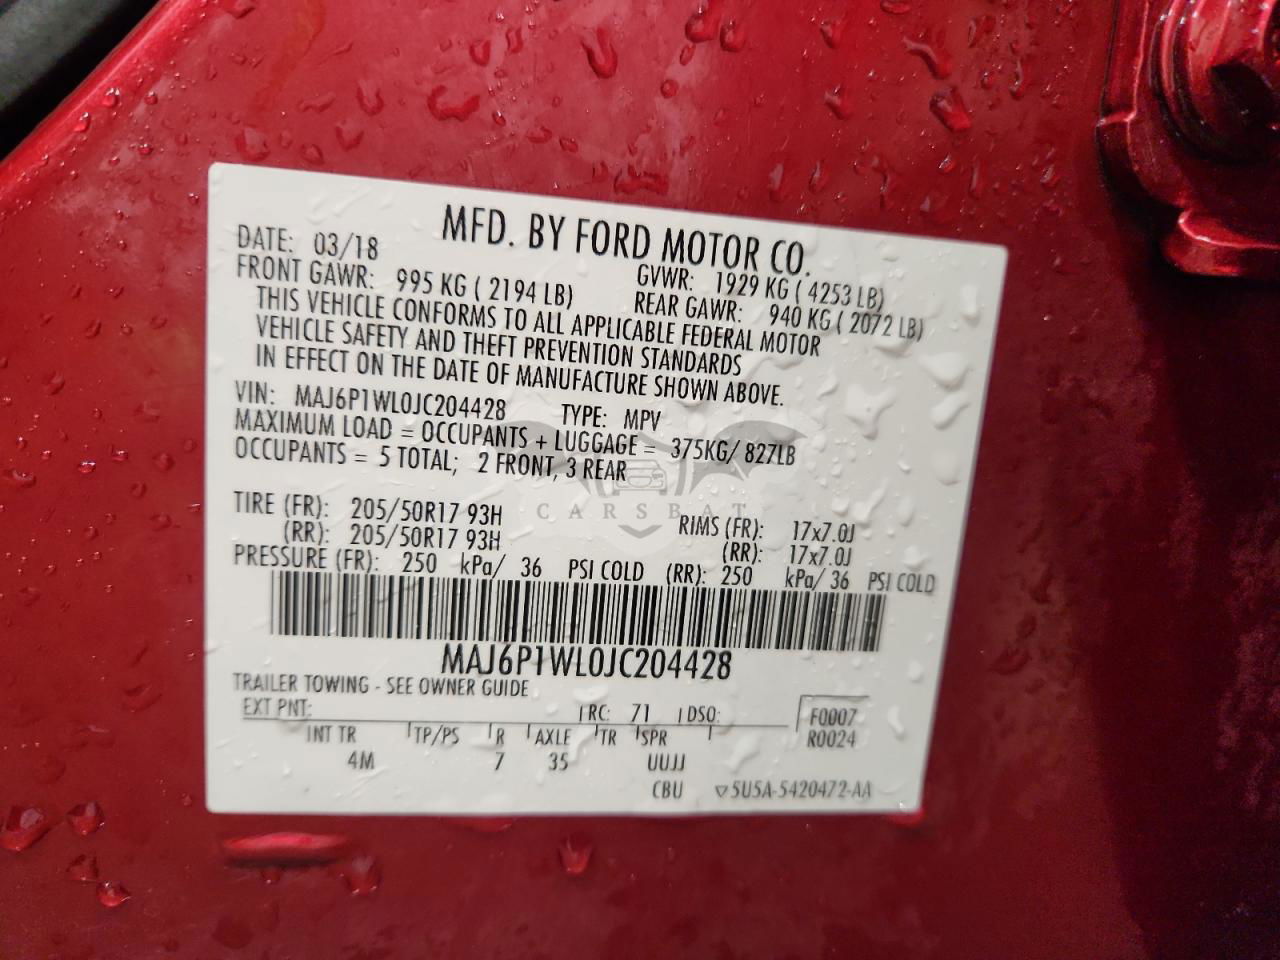 MFD. BY FORD MOTOR CO.
DATE: 03/18 GVWR: 1929 KG ( 4253 LB)
FRONT GAWR: 995 KG ( 2194 LB) REAR GAWR: 940 KG ( 2072 LB)
THIS VEHICLE CONFORMS TO ALL APPLICABLE FEDERAL MOTOR
VEHICLE SAFETY AND THEFT PREVENTION STANDARDS
IN EFFECT ON THE DATE OF MANUFACTURE SHOWN ABOVE.
VIN: MAJ6P1WL0JC204428 TYPE: MPV
MAXIMUM LOAD = OCCUPANTS + LUGGAGE = 375KG/ 827LB
OCCUPANTS = 5 TOTAL; 2 FRONT, 3 REAR
CARSBAT
TIRE (FR): 205/50R17 93H RIMS (FR): 17x7.0J
(RR): 205/50R17 93H (RR): 17x7.0J
PRESSURE (FR): 250 kPa/ 36 PSI COLD (RR): 250 kPa/ 36 PSI COLD
MAJ6P1WL0JC204428
TRAILER TOWING - SEE OWNER GUIDE
EXT PNT: RC: 71 DSO: F0007
INT TR TP/PS R AXLE TR SPR R0024
4M 7 35 UUJJ
CBU 5U5A-5420472-AA